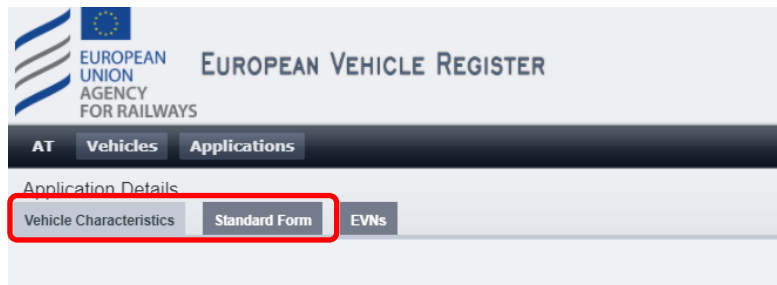 EUROPEAN
UNION
AGENCY
FOR RAILWAYS
EUROPEAN VEHICLE REGISTER
AT Vehicles Applications
Application Details
Vehicle Characteristics Standard Form EVNs